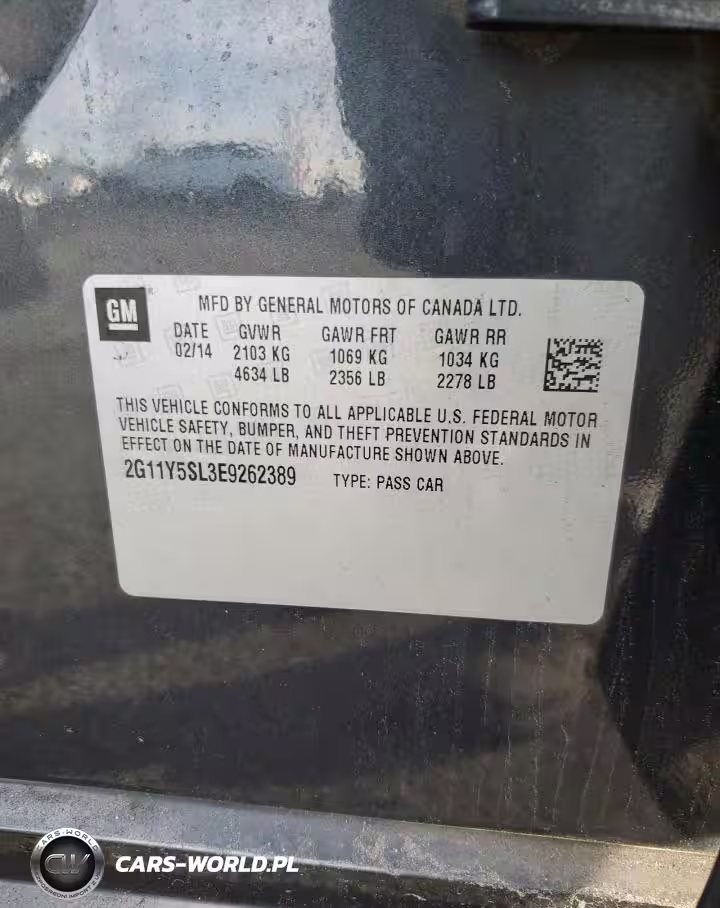 GM
MFD BY GENERAL MOTORS OF CANADA LTD.
DATE GVWR GAWR FRT GAWR RR
02/14 2103 KG 1069 KG 1034 KG
4634 LB 2356 LB 2278 LB
THIS VEHICLE CONFORMS TO ALL APPLICABLE U.S. FEDERAL MOTOR
VEHICLE SAFETY, BUMPER, AND THEFT PREVENTION STANDARDS IN
EFFECT ON THE DATE OF MANUFACTURE SHOWN ABOVE.
2G11Y5SL3E9262389 TYPE: PASS CAR
CARS-WORLD
CW
CARS-WORLD.PL